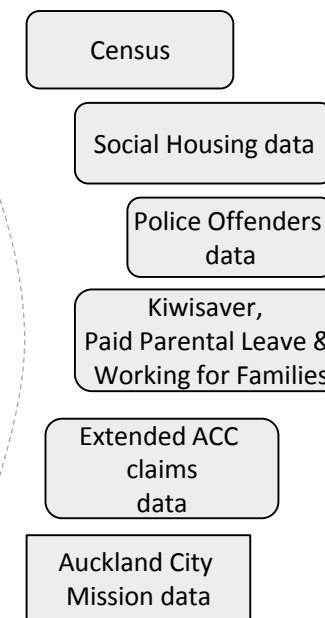 Census
Social Housing data
Police Offenders
data
Kiwisaver,
Paid Parental Leave &
Working for Families
Extended ACC
claims
data
Auckland City
Mission data